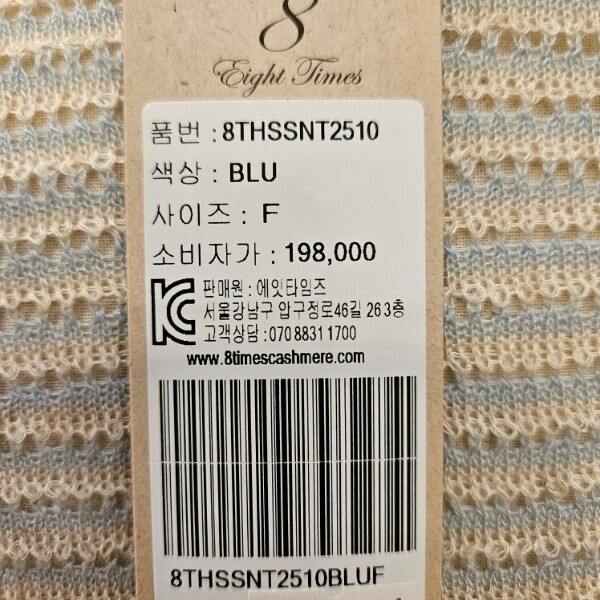 8
Eight Times
품번 : 8THSSNT2510
색상 : BLU
사이즈 : F
소비자가 : 198,000
판매원 : 에잇타임즈
서울강남구 압구정로46길 26 3층
고객상담 : 070 8831 1700
www.8timescashmere.com
8THSSNT2510BLUF